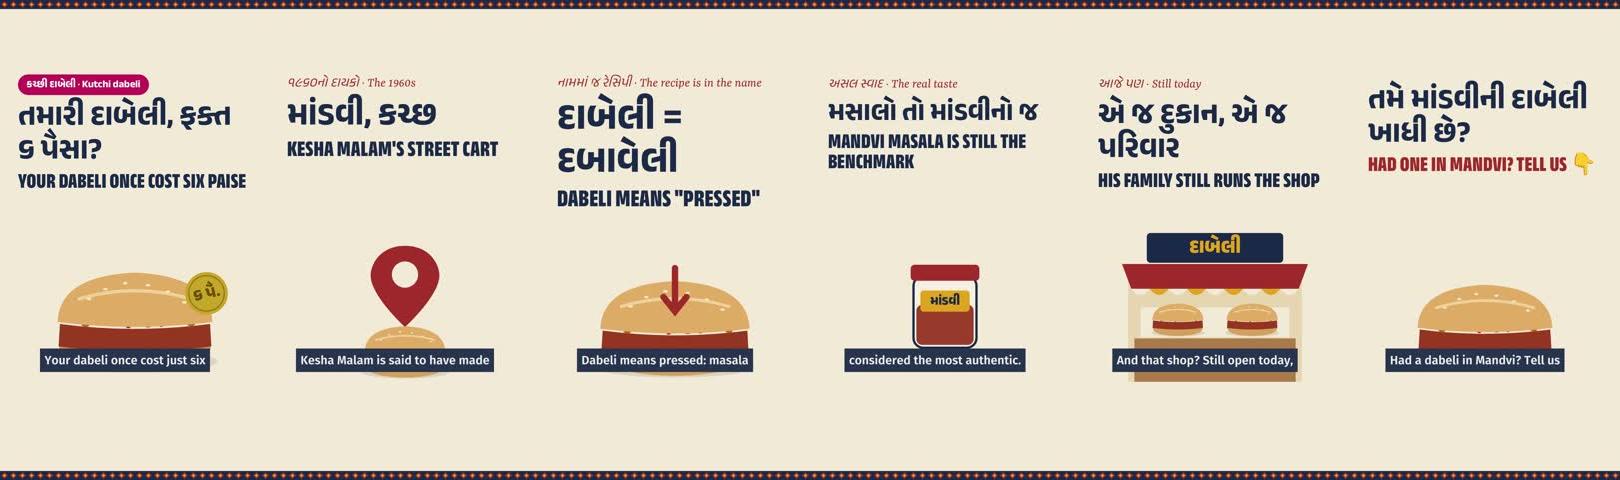 કચ્છી દાબેલી · Kutchi dabeli
તમારી દાબેલી, ફક્ત
૬ પૈસા?
YOUR DABELI ONCE COST SIX PAISE
૬ પૈ.
Your dabeli once cost just six
૧૯૬૦નો દાયકો · The 1960s
માંડવી, કચ્છ
KESHA MALAM'S STREET CART
Kesha Malam is said to have made
નામમાં જ રેસિપી · The recipe is in the name
દાબેલી =
દબાવેલી
DABELI MEANS "PRESSED"
Dabeli means pressed: masala
અસલ સ્વાદ · The real taste
મસાલો તો માંડવીનો જ
MANDVI MASALA IS STILL THE
BENCHMARK
માંડવી
considered the most authentic.
આજે પણ · Still today
એ જ દુકાન, એ જ
પરિવાર
HIS FAMILY STILL RUNS THE SHOP
દાબેલી
And that shop? Still open today,
તમે માંડવીની દાબેલી
ખાધી છે?
HAD ONE IN MANDVI? TELL US 👇
Had a dabeli in Mandvi? Tell us